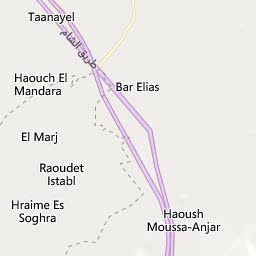 Taanayel
طريق الشام
Haouch El
Mandara
Bar Elias
El Marj
Raoudet
Istabl
Hraime Es
Soghra
Haoush
Moussa-Anjar